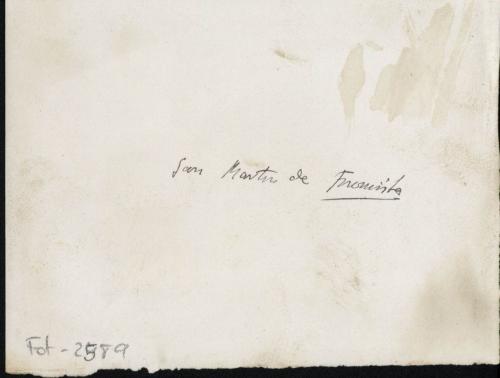 San Martin de Fromista
Fot - 2589